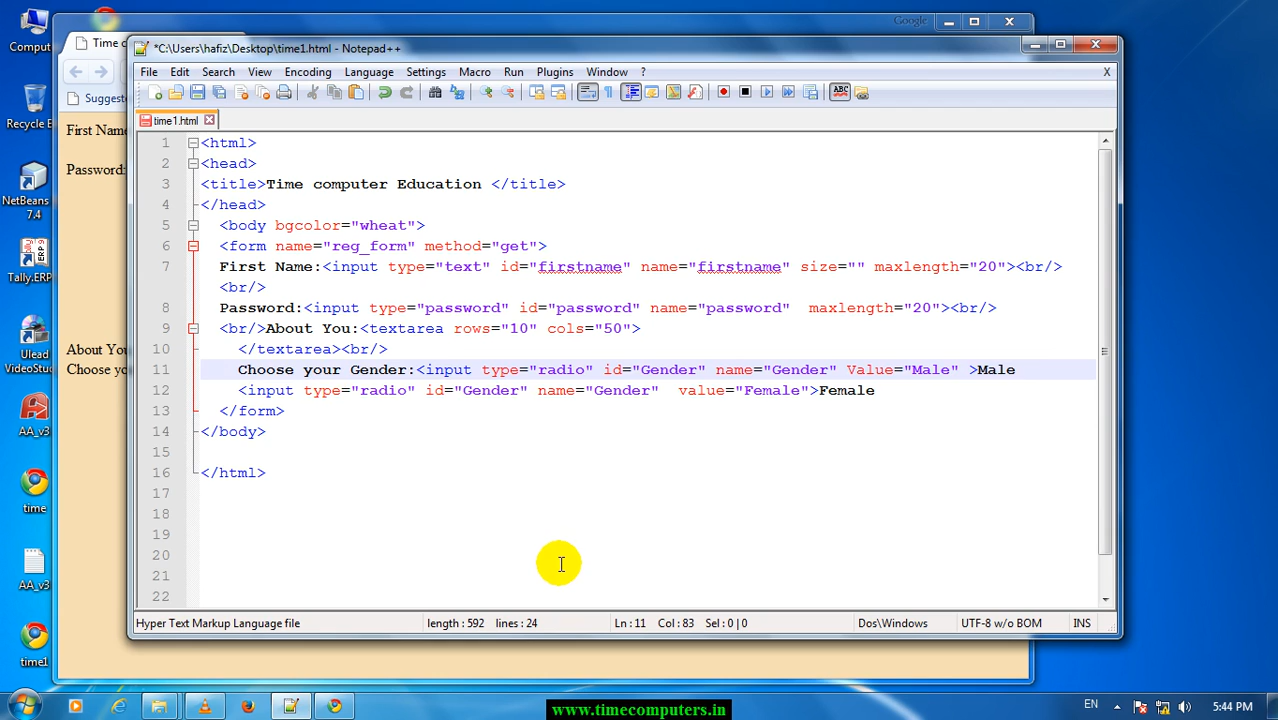 Comput
Google
Time c
*C:\Users\hafiz\Desktop\time1.html - Notepad++
File Edit Search View Encoding Language Settings Macro Run Plugins Window ? X
Suggest
Recycle B
First Name
Password:
NetBeans
7.4
Tally.ERP
Ulead
VideoStud
About You
Choose yo
AA_v3
time
AA_v3
time1
time1.html
1 <html>
2 <head>
3 <title>Time computer Education </title>
4 </head>
5 <body bgcolor="wheat">
6 <form name="reg_form" method="get">
7 First Name:<input type="text" id="firstname" name="firstname" size="" maxlength="20"><br/>
<br/>
8 Password:<input type="password" id="password" name="password"  maxlength="20"><br/>
9 <br/>About You:<textarea rows="10" cols="50">
10 </textarea><br/>
11 Choose your Gender:<input type="radio" id="Gender" name="Gender" Value="Male" >Male
12 <input type="radio" id="Gender" name="Gender"  value="Female">Female
13 </form>
14 </body>
15
16 </html>
17
18
19
20
21
22
Hyper Text Markup Language file length : 592 lines : 24 Ln : 11 Col : 83 Sel : 0 | 0 Dos\Windows UTF-8 w/o BOM INS
www.timecomputers.in
EN 5:44 PM